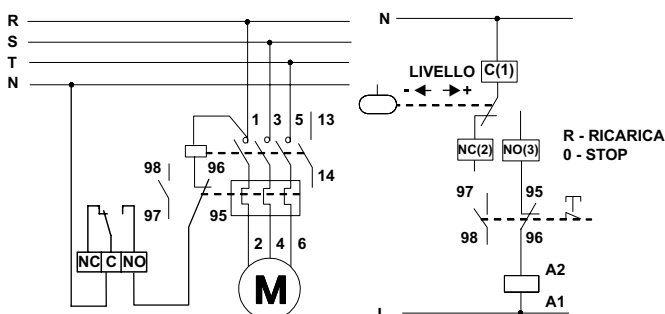 R
S
T
N
1 3 5 13
98 96 14
97 95
NC C NO
2 4 6
M
N
LIVELLO C(1)
- +
NC(2) NO(3)
R - RICARICA
0 - STOP
97 95
98 96
A2
A1
L